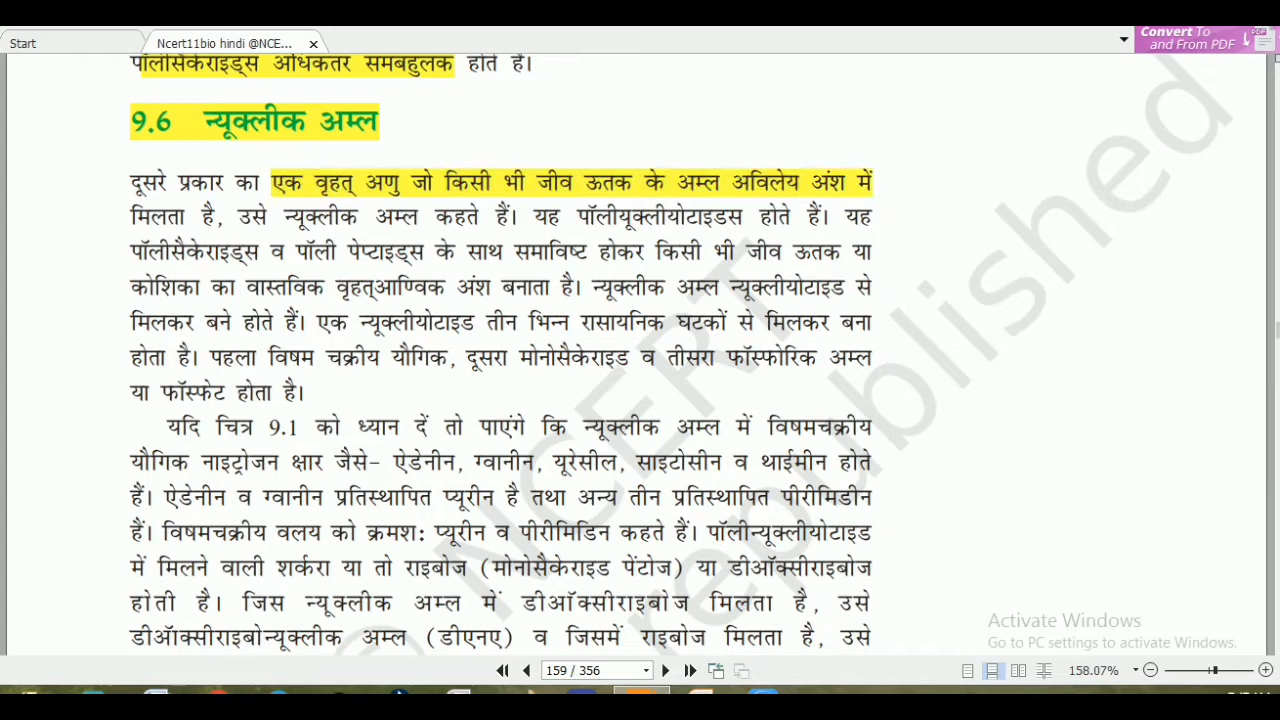 Start
Ncert11bio hindi @NCE... ×
Convert To
and From PDF
PDF
पॉलीसैकेराइड्स अधिकतर समबहुलक होते हैं।
9.6 न्यूक्लीक अम्ल
दूसरे प्रकार का एक वृहत् अणु जो किसी भी जीव ऊतक के अम्ल अविलेय अंश में
मिलता है, उसे न्यूक्लीक अम्ल कहते हैं। यह पॉलीयूक्लीयोटाइडस होते हैं। यह
पॉलीसैकेराइड्स व पॉली पेप्टाइड्स के साथ समाविष्ट होकर किसी भी जीव ऊतक या
कोशिका का वास्तविक वृहत्आण्विक अंश बनाता है। न्यूक्लीक अम्ल न्यूक्लीयोटाइड से
मिलकर बने होते हैं। एक न्यूक्लीयोटाइड तीन भिन्न रासायनिक घटकों से मिलकर बना
होता है। पहला विषम चक्रीय यौगिक, दूसरा मोनोसैकेराइड व तीसरा फॉस्फोरिक अम्ल
या फॉस्फेट होता है।
यदि चित्र 9.1 को ध्यान दें तो पाएंगे कि न्यूक्लीक अम्ल में विषमचक्रीय
यौगिक नाइट्रोजन क्षार जैसे- ऐडेनीन, ग्वानीन, यूरेसील, साइटोसीन व थाईमीन होते
हैं। ऐडेनीन व ग्वानीन प्रतिस्थापित प्यूरीन है तथा अन्य तीन प्रतिस्थापित पीरीमिडीन
हैं। विषमचक्रीय वलय को क्रमश: प्यूरीन व पीरीमिडिन कहते हैं। पॉलीन्यूक्लीयोटाइड
में मिलने वाली शर्करा या तो राइबोज (मोनोसैकेराइड पेंटोज) या डीऑक्सीराइबोज
होती है। जिस न्यूक्लीक अम्ल में डीऑक्सीराइबोज मिलता है, उसे
डीऑक्सीराइबोन्यूक्लीक अम्ल (डीएनए) व जिसमें राइबोज मिलता है, उसे
NCERT
republished
Activate Windows
Go to PC settings to activate Windows.
159 / 356
158.07%